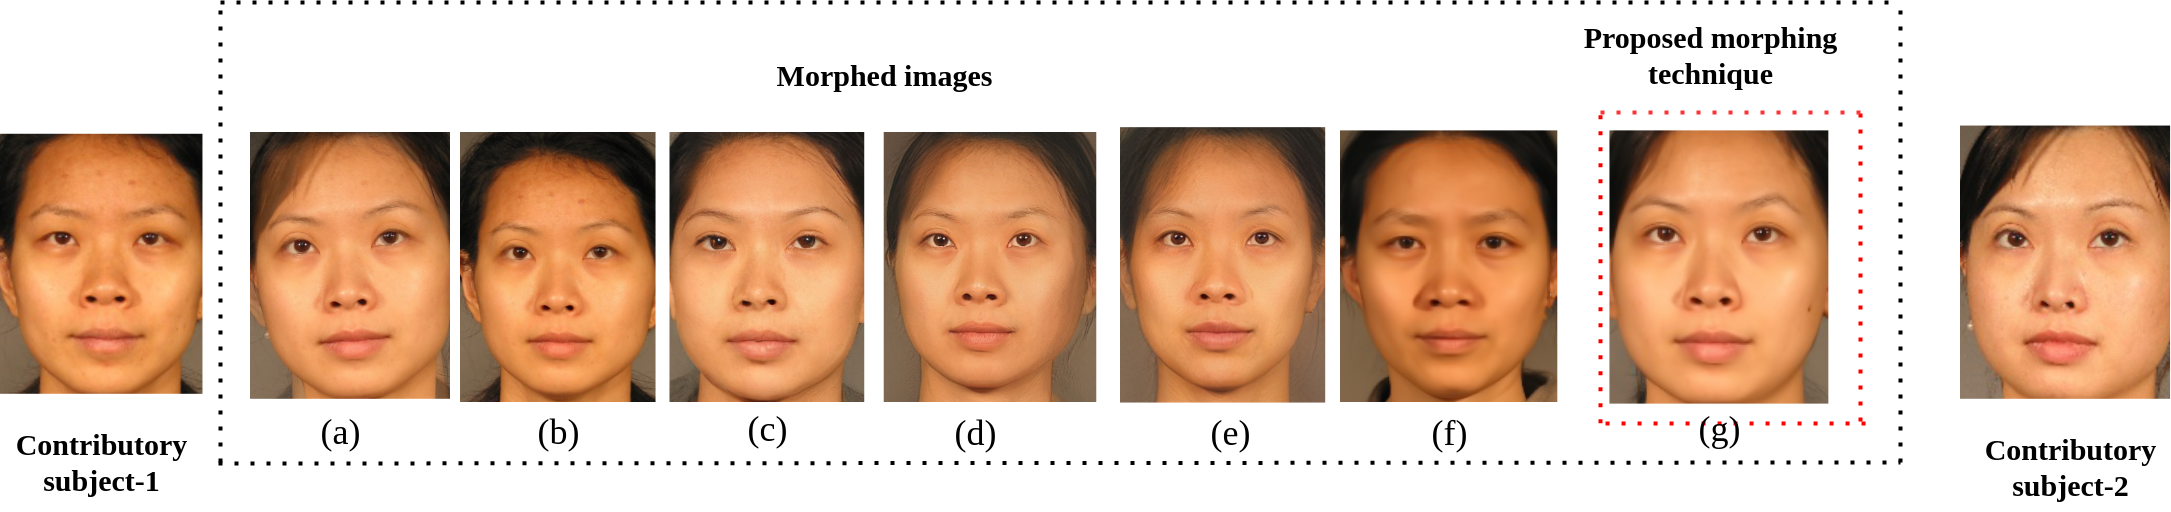 Proposed morphing
technique
Morphed images
(a)
(b)
(c)
(d)
(e)
(f)
(g)
Contributory
subject-1
Contributory
subject-2